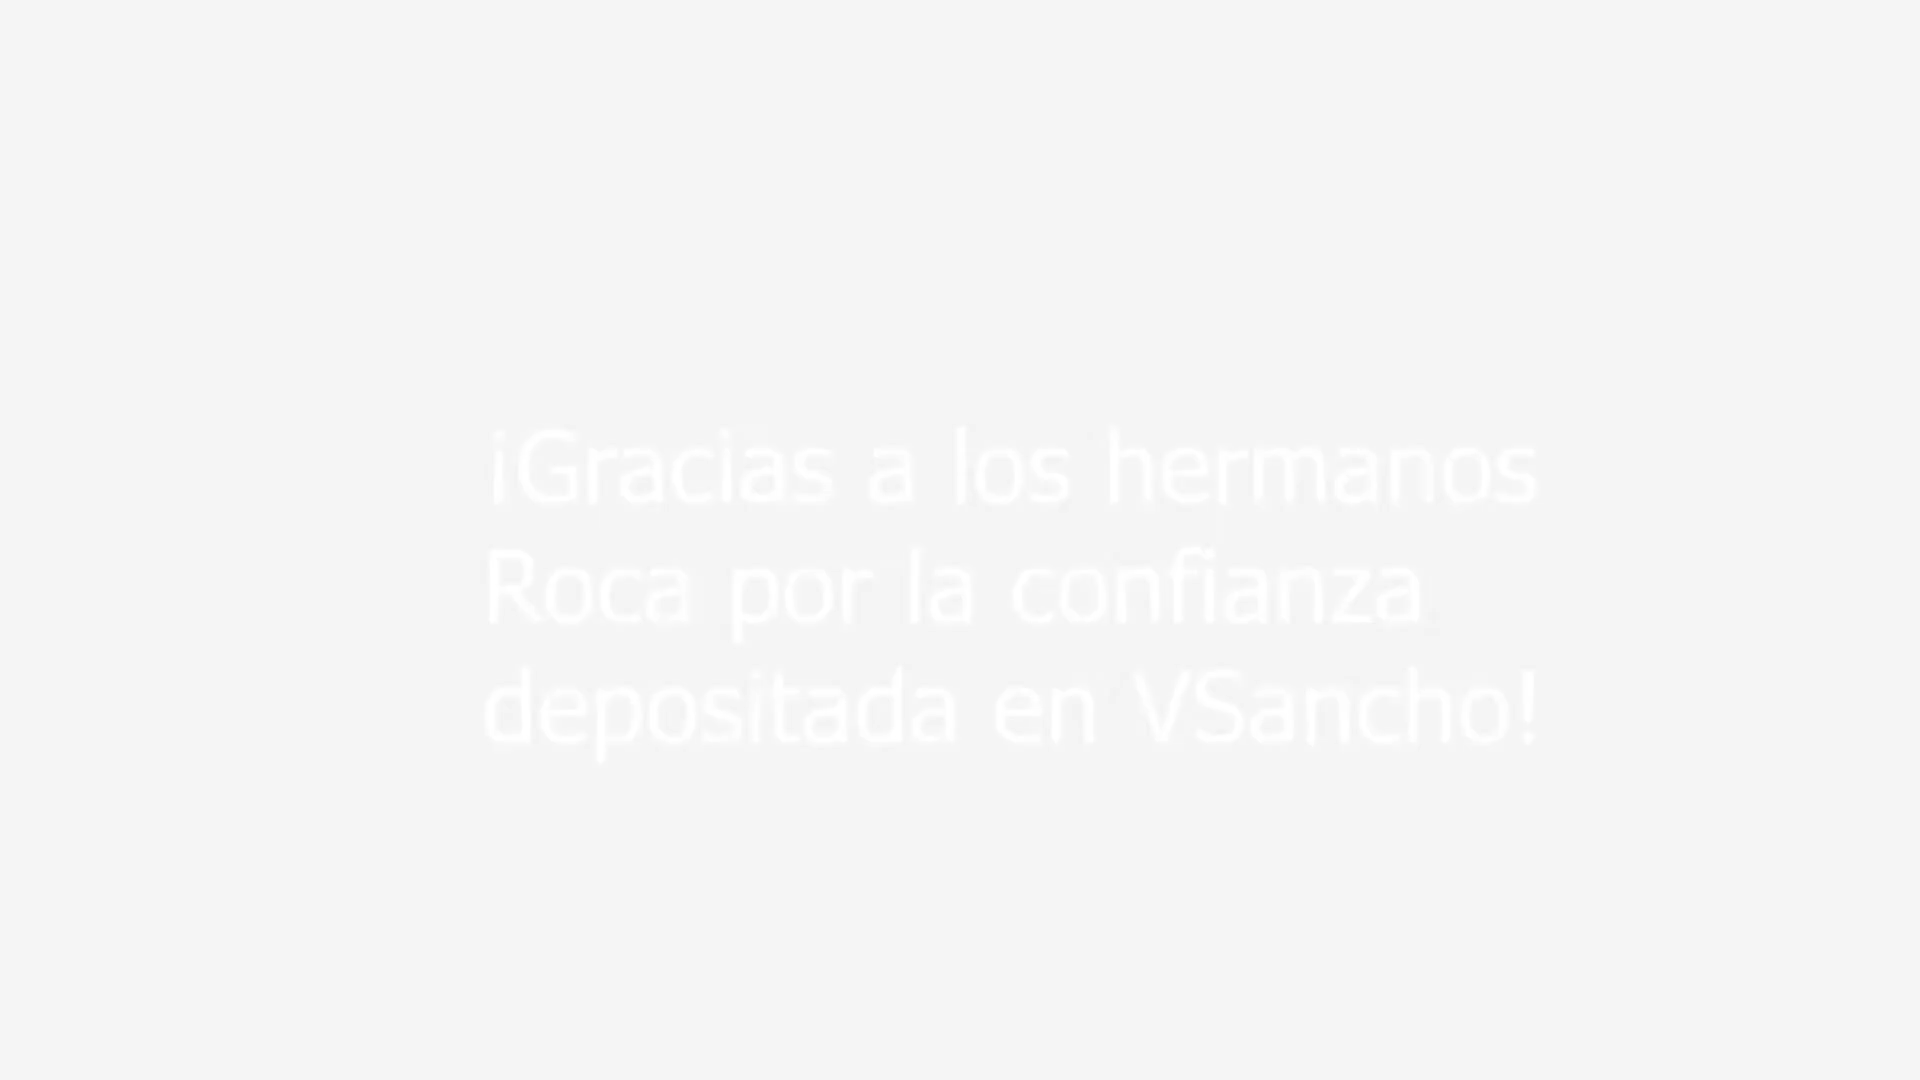 ¡Gracias a los hermanos
Roca por la confianza
depositada en VSancho!